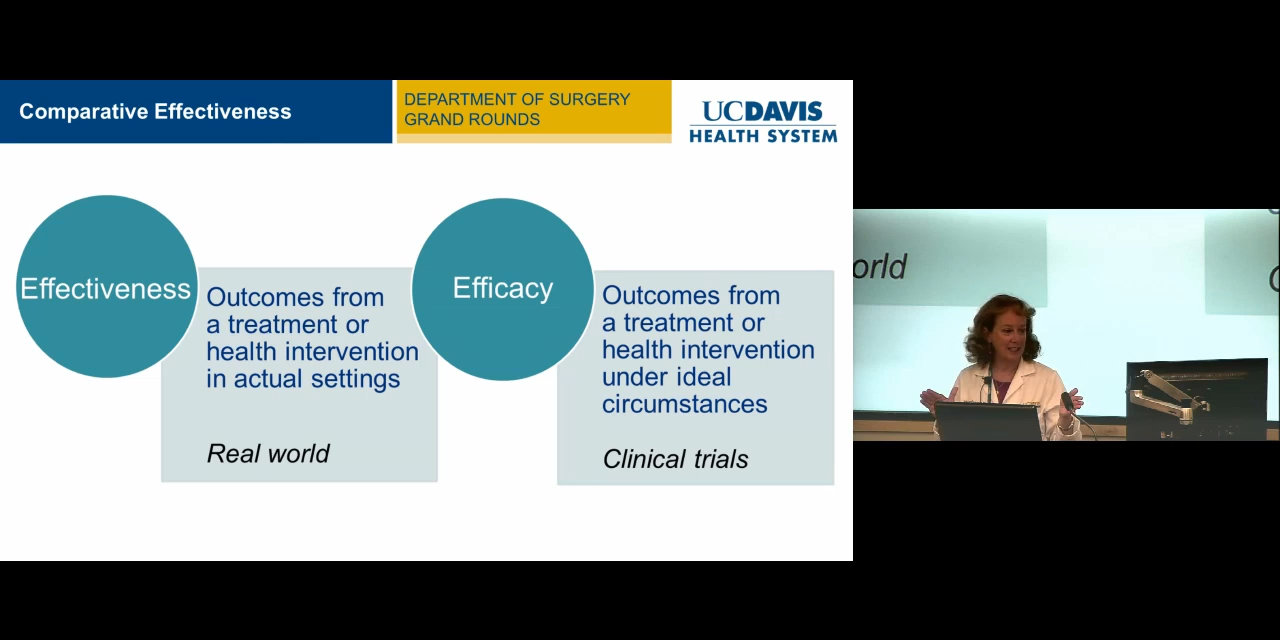 Comparative Effectiveness
DEPARTMENT OF SURGERY
GRAND ROUNDS
UCDAVIS
HEALTH SYSTEM
Effectiveness
Outcomes from
a treatment or
health intervention
in actual settings
Real world
Efficacy
Outcomes from
a treatment or
health intervention
under ideal
circumstances
Clinical trials
orld